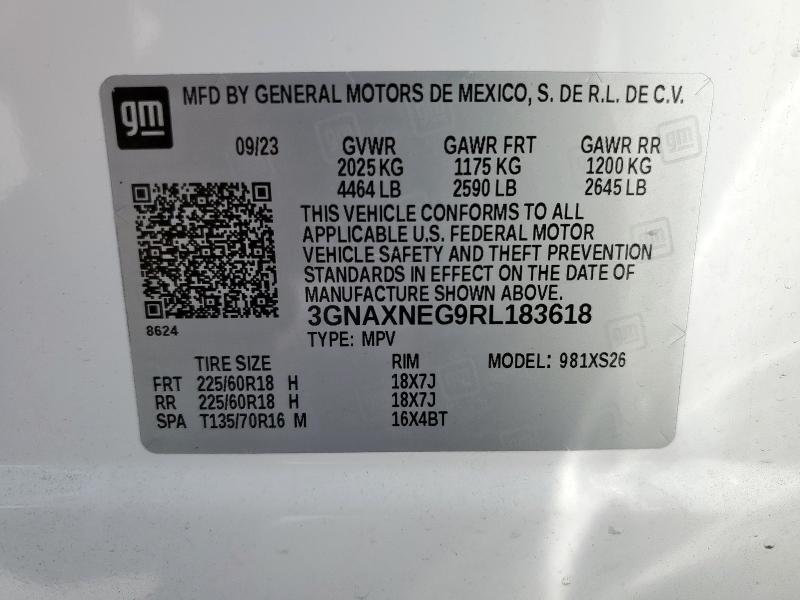 gm
MFD BY GENERAL MOTORS DE MEXICO, S. DE R.L. DE C.V.
09/23 GVWR GAWR FRT GAWR RR
2025 KG 1175 KG 1200 KG
4464 LB 2590 LB 2645 LB
THIS VEHICLE CONFORMS TO ALL
APPLICABLE U.S. FEDERAL MOTOR
VEHICLE SAFETY AND THEFT PREVENTION
STANDARDS IN EFFECT ON THE DATE OF
MANUFACTURE SHOWN ABOVE.
8624
3GNAXNEG9RL183618
TYPE: MPV
TIRE SIZE RIM MODEL: 981XS26
FRT 225/60R18 H 18X7J
RR 225/60R18 H 18X7J
SPA T135/70R16 M 16X4BT